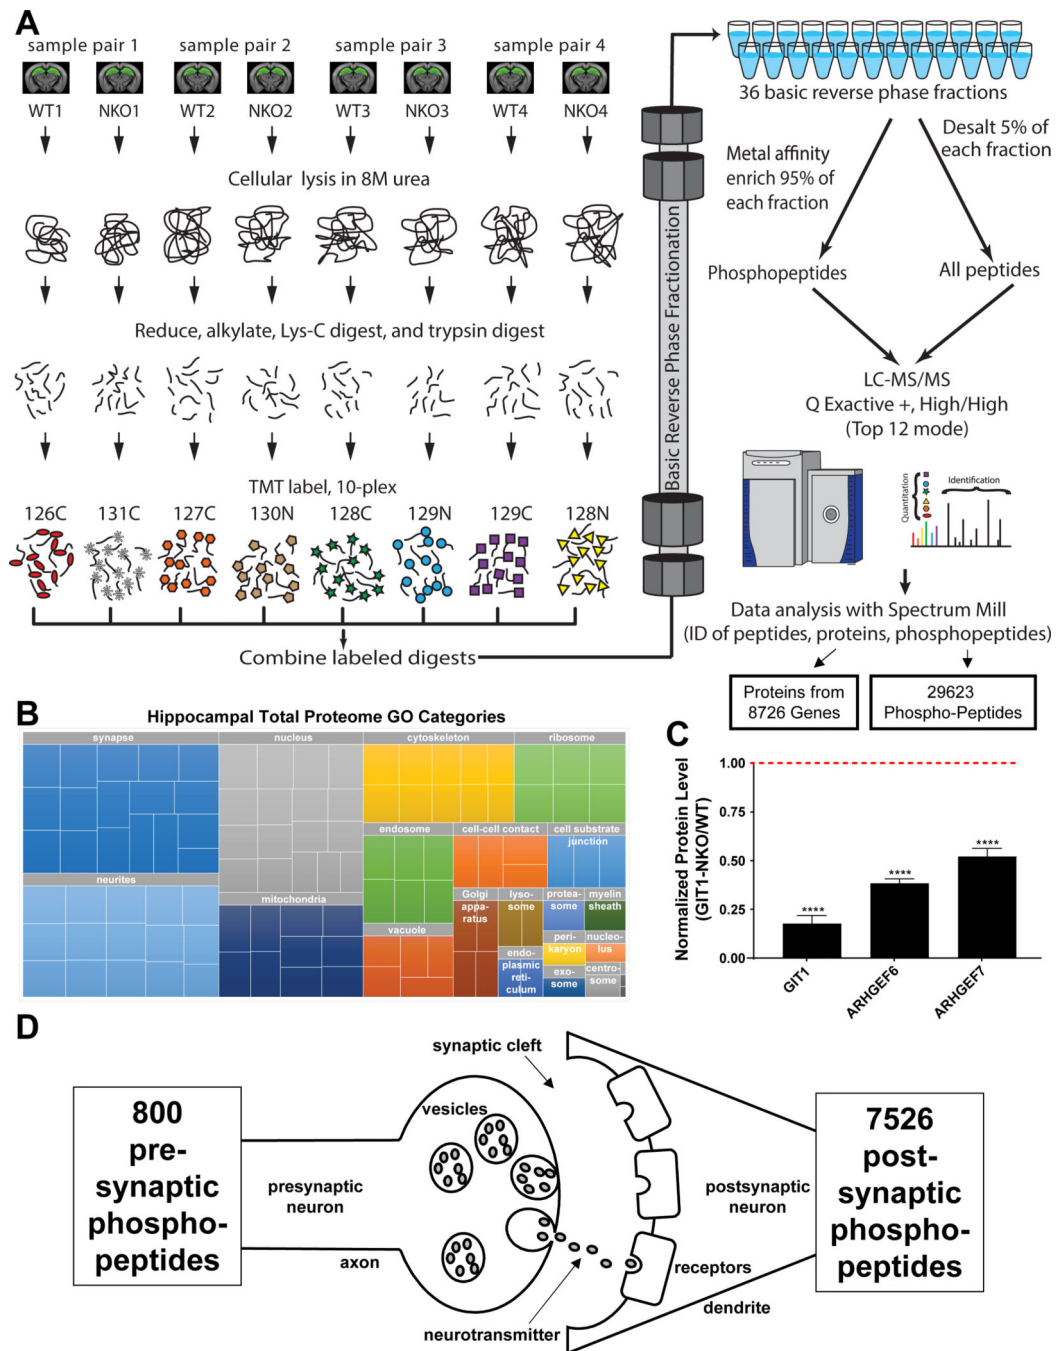 A
sample pair 1 sample pair 2 sample pair 3 sample pair 4
WT1 NKO1 WT2 NKO2 WT3 NKO3 WT4 NKO4
Cellular lysis in 8M urea
Reduce, alkylate, Lys-C digest, and trypsin digest
TMT label, 10-plex
126C 131C 127C 130N 128C 129N 129C 128N
Combine labeled digests
Basic Reverse Phase Fractionation
36 basic reverse phase fractions
Metal affinity
enrich 95% of
each fraction
Desalt 5% of
each fraction
Phosphopeptides
All peptides
LC-MS/MS
Q Exactive +, High/High
(Top 12 mode)
Quantitation
Identification
Data analysis with Spectrum Mill
(ID of peptides, proteins, phosphopeptides)
Proteins from
8726 Genes
29623
Phospho-Peptides
B
Hippocampal Total Proteome GO Categories
synapse
nucleus
cytoskeleton
ribosome
endosome
cell-cell contact
cell substrate
junction
neurites
mitochondria
vacuole
Golgi
appa-
ratus
lyso-
some
protea-
some
myelin
sheath
endo-
plasmic
reti-
culum
peri-
karyon
nucleo-
lus
exo-
some
centro-
some
C
Normalized Protein Level
(GIT1-NKO/WT)
1.00
0.75
0.50
0.25
0.00
****
****
****
GIT1
ARHGEF6
ARHGEF7
D
800
pre-
synaptic
phospho-
peptides
presynaptic
neuron
axon
vesicles
synaptic cleft
neurotransmitter
receptors
postsynaptic
neuron
dendrite
7526
post-
synaptic
phospho-
peptides